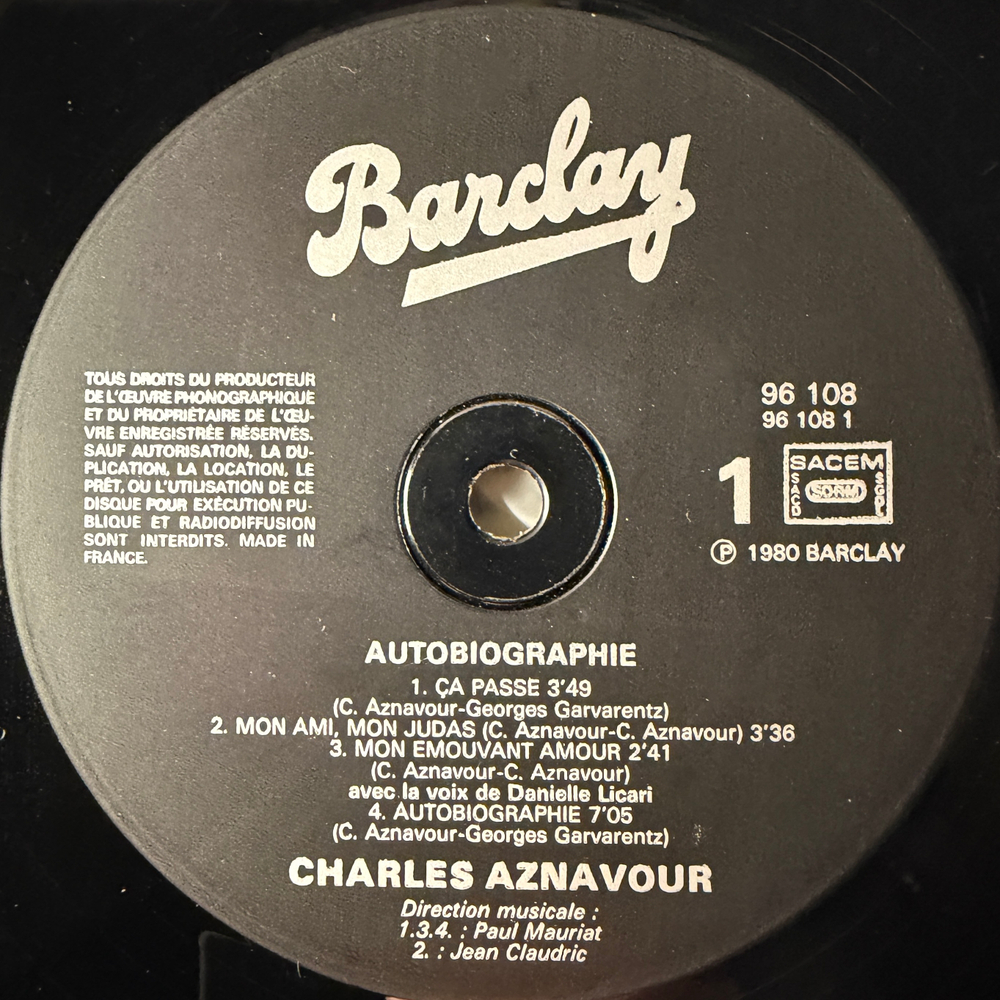 Barclay
TOUS DROITS DU PRODUCTEUR
DE L'ŒUVRE PHONOGRAPHIQUE
ET DU PROPRIÉTAIRE DE L'ŒU-
VRE ENREGISTRÉE RÉSERVÉS.
SAUF AUTORISATION, LA DU-
PLICATION, LA LOCATION, LE
PRÊT, OU L'UTILISATION DE CE
DISQUE POUR EXÉCUTION PU-
BLIQUE ET RADIODIFFUSION
SONT INTERDITS. MADE IN
FRANCE.
96 108
96 108 1
1
SACEM
SACD
SDRM
SGDL
Ⓟ 1980 BARCLAY
AUTOBIOGRAPHIE
1. ÇA PASSE 3'49
(C. Aznavour-Georges Garvarentz)
2. MON AMI, MON JUDAS (C. Aznavour-C. Aznavour) 3'36
3. MON EMOUVANT AMOUR 2'41
(C. Aznavour-C. Aznavour)
avec la voix de Danielle Licari
4. AUTOBIOGRAPHIE 7'05
(C. Aznavour-Georges Garvarentz)
CHARLES AZNAVOUR
Direction musicale :
1.3.4. : Paul Mauriat
2. : Jean Claudric